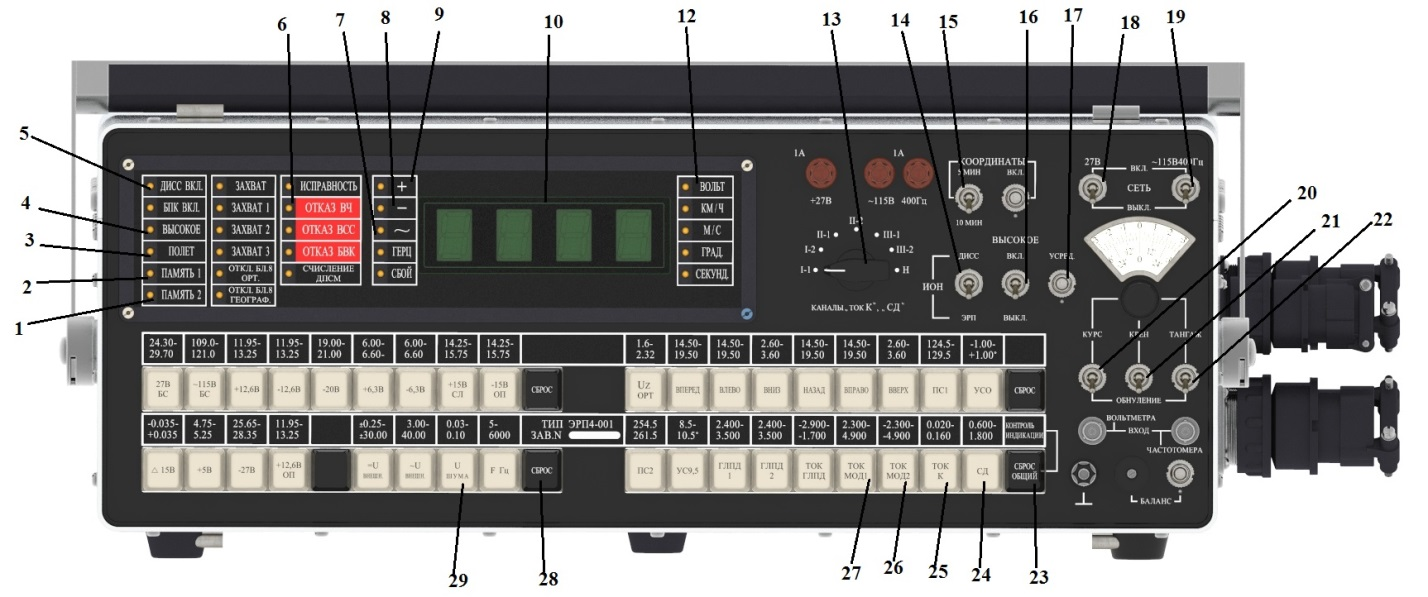 6 7 8 9 10 12 13 14 15 16 17 18 19
5
4
3
2
1
ДИСС ВКЛ.
БПК ВКЛ.
ВЫСОКОЕ
ПОЛЕТ
ПАМЯТЬ 1
ПАМЯТЬ 2
ЗАХВАТ
ЗАХВАТ 1
ЗАХВАТ 2
ЗАХВАТ 3
ОТКЛ. БЛ.8
ОРТ.
ОТКЛ. БЛ.8
ГЕОГРАФ.
ИСПРАВНОСТЬ
ОТКАЗ ВЧ
ОТКАЗ ВСС
ОТКАЗ БВК
СЧИСЛЕНИЕ
ДПСМ
+
−
~
ГЕРЦ
СБОЙ
ВОЛЬТ
КМ/Ч
М/С
ГРАД.
СЕКУНД.
1А 1А
+27В ~115В 400Гц
II-2
II-1 III-1
I-2 III-2
I-1 Н
КАНАЛЫ
КООРДИНАТЫ
5 МИН ВКЛ.
10 МИН
ВЫСОКОЕ
ДИСС ВКЛ. УСРЕД.
ИОН
ЭРП ВЫКЛ.
27В ~115В400Гц
ВКЛ.
СЕТЬ
ВЫКЛ.
КУРС КРЕН ТАНГАЖ
ОБНУЛЕНИЕ
ВОЛЬТМЕТРА
ВХОД
ЧАСТОТОМЕРА
БАЛАНС
20 21 22
24.30-29.70 109.0-121.0 11.95-13.25 11.95-13.25 19.00-21.00 6.00-6.60- 6.00-6.60 14.25-15.75 14.25-15.75
1.6-2.32 14.50-19.50 14.50-19.50 2.60-3.60 14.50-19.50 14.50-19.50 2.60-3.60 124.5-129.5 -1.00-+1.00°
27В БС ~115В БС +12,6В -12,6В -20В +6,3В -6,3В +15В СЛ -15В ОП СБРОС
Uz ОРТ ВПЕРЕД ВЛЕВО ВНИЗ НАЗАД ВПРАВО ВВЕРХ ПС1 УСО СБРОС
-0.035-+0.035 4.75-5.25 25.65-28.35 11.95-13.25 ±0.25-±30.00 3.00-40.00 0.03-0.10 5-6000 ТИП ЭРП4-001
ЗАВ.N
254.5 261.5 8.5-10.5° 2.400-3.500 2.400-3.500 -2.900--1.700 2.300-4.900 -2.300--4.900 0.020-0.160 0.600-1.800 КОНТРОЛЬ ИНДИКАЦИИ
△ 15В +5В -27В +12,6В ОП ~U ВНЕШН ~U ВНЕШН U ШУМА F Гц СБРОС
ПС2 УС9,5 ГЛПД 1 ГЛПД 2 ТОК ГЛПД ТОК МОД1 ТОК МОД2 ТОК К СД СБРОС ОБЩИЙ
29 28 27 26 25 24 23